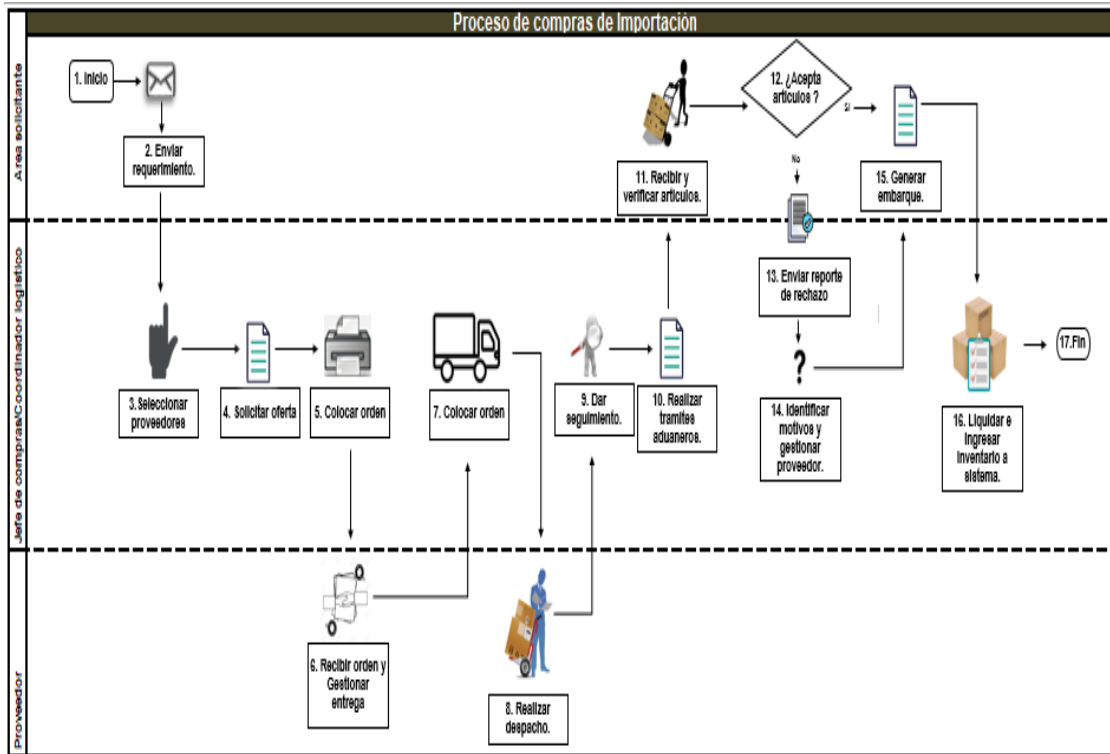 Proceso de compras de Importación
Area solicitante
1. Inicio
2. Enviar
requerimiento.
11. Recibir y
verificar articulos.
12. ¿Acepta
articulos ?
Si
No
15. Generar
embarque.
Jefe de compras/Coordinador logístico
3.Seleccionar
proveedores
4. Solicitar oferta
5. Colocar orden
7. Colocar orden
9. Dar
seguimiento.
10. Realizar
tramites
aduaneros.
13. Enviar reporte
de rechazo
?
14. Identificar
motivos y
gestionar
proveedor.
16. Liquidar e
ingresar
inventario a
sistema.
17.Fin
Proveedor
6. Recibir orden y
Gestionar
entrega
8. Realizar
despacho.